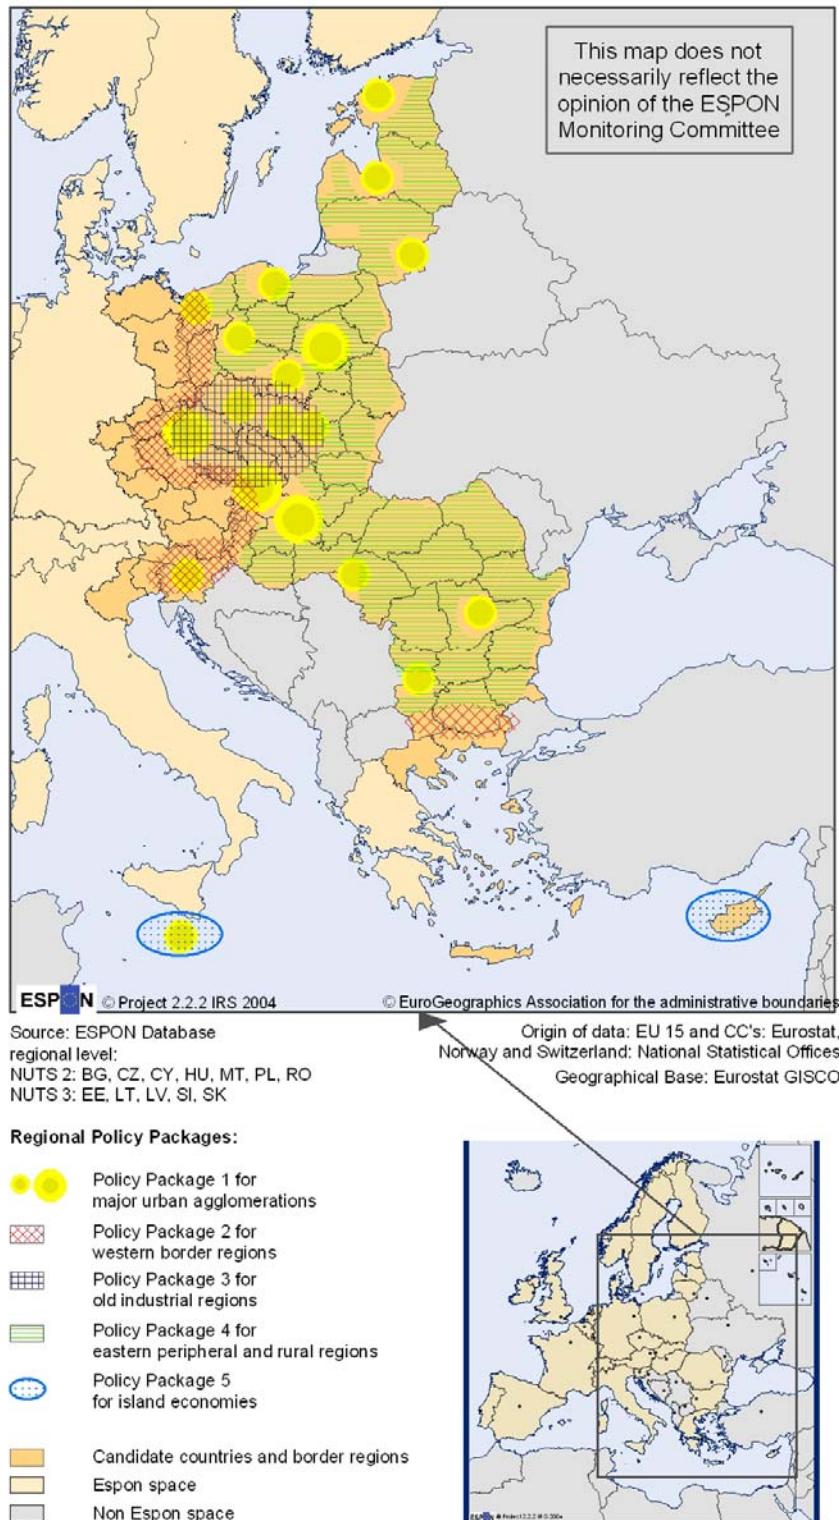 This map does not
necessarily reflect the
opinion of the ESPON
Monitoring Committee
ESPON © Project 2.2.2 IRS 2004
© EuroGeographics Association for the administrative boundaries
Source: ESPON Database
regional level:
NUTS 2: BG, CZ, CY, HU, MT, PL, RO
NUTS 3: EE, LT, LV, SI, SK
Origin of data: EU 15 and CC's: Eurostat,
Norway and Switzerland: National Statistical Offices
Geographical Base: Eurostat GISCO
Regional Policy Packages:
Policy Package 1 for
major urban agglomerations
Policy Package 2 for
western border regions
Policy Package 3 for
old industrial regions
Policy Package 4 for
eastern peripheral and rural regions
Policy Package 5
for island economies
Candidate countries and border regions
Espon space
Non Espon space
ESPON